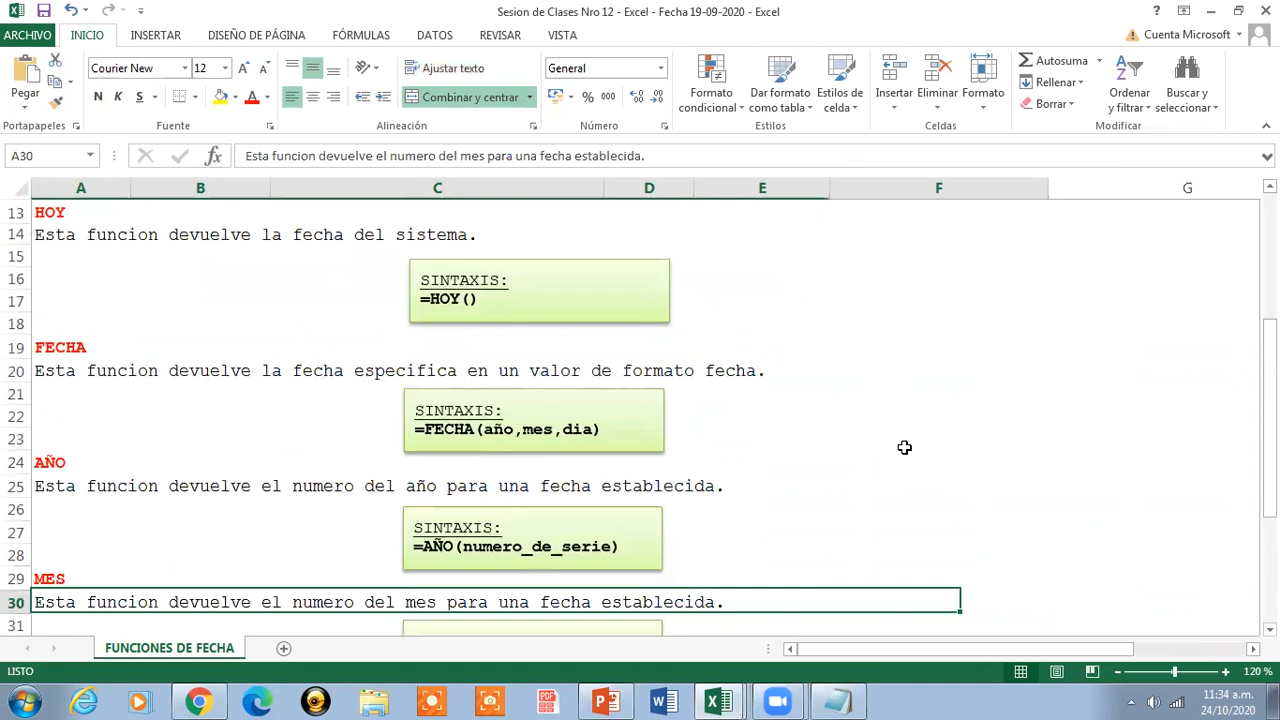 Sesion de Clases Nro 12 - Excel - Fecha 19-09-2020 - Excel
ARCHIVO INICIO INSERTAR DISEÑO DE PÁGINA FÓRMULAS DATOS REVISAR VISTA Cuenta Microsoft
Pegar
Courier New 12
N K S
Ajustar texto
Combinar y centrar
General
% 000
Formato condicional
Dar formato como tabla
Estilos de celda
Insertar Eliminar Formato
Autosuma
Rellenar
Borrar
Ordenar y filtrar
Buscar y seleccionar
Portapapeles Fuente Alineación Número Estilos Celdas Modificar
A30 fx Esta funcion devuelve el numero del mes para una fecha establecida.
A B C D E F G
13 HOY
14 Esta funcion devuelve la fecha del sistema.
15
16 SINTAXIS:
17 =HOY()
18
19 FECHA
20 Esta funcion devuelve la fecha especifica en un valor de formato fecha.
21
22 SINTAXIS:
23 =FECHA(año,mes,dia)
24 AÑO
25 Esta funcion devuelve el numero del año para una fecha establecida.
26
27 SINTAXIS:
28 =AÑO(numero_de_serie)
29 MES
30 Esta funcion devuelve el numero del mes para una fecha establecida.
31
FUNCIONES DE FECHA
LISTO 120 %
11:34 a.m.
24/10/2020